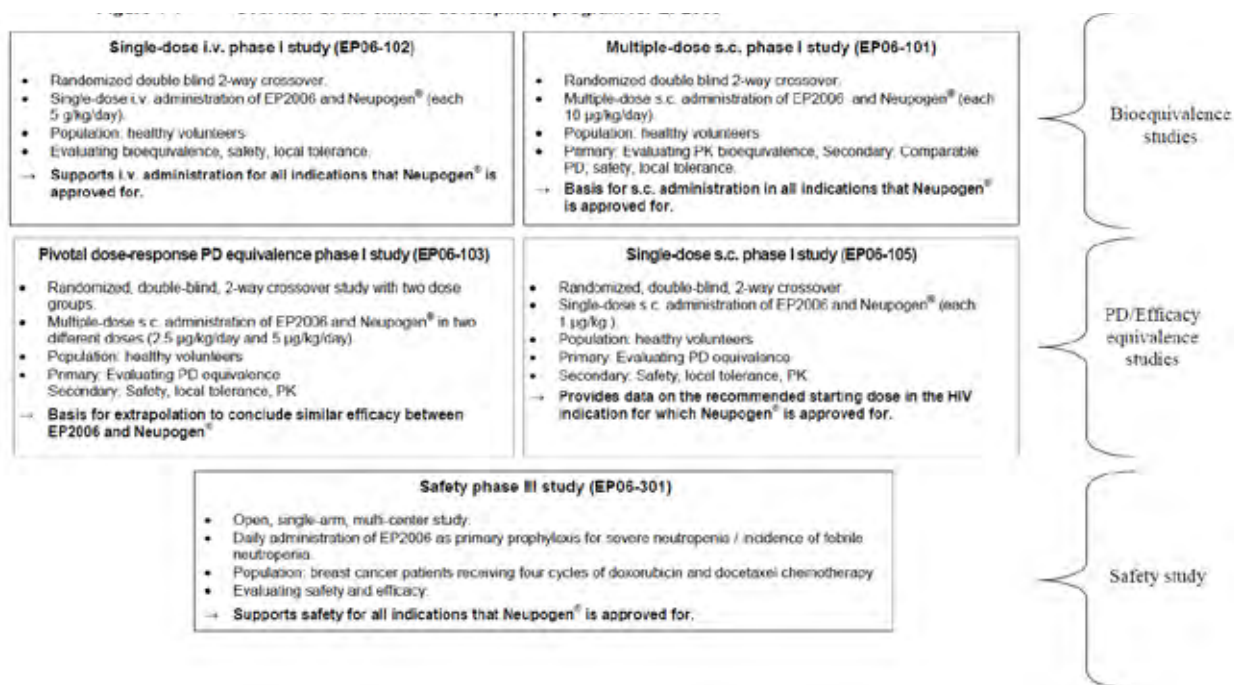 Single-dose i.v. phase I study (EP06-102)
• Randomized double blind 2-way crossover.
• Single-dose i.v. administration of EP2006 and Neupogen® (each
5 g/kg/day).
• Population: healthy volunteers
• Evaluating bioequivalence, safety, local tolerance.
→ Supports i.v. administration for all indications that Neupogen® is
approved for.
Multiple-dose s.c. phase I study (EP06-101)
• Randomized double blind 2-way crossover.
• Multiple-dose s.c. administration of EP2006 and Neupogen® (each
10 µg/kg/day).
• Population: healthy volunteers
• Primary: Evaluating PK bioequivalence, Secondary: Comparable
PD, safety, local tolerance.
→ Basis for s.c. administration in all indications that Neupogen®
is approved for.
Bioequivalence
studies
Pivotal dose-response PD equivalence phase I study (EP06-103)
• Randomized, double-blind, 2-way crossover study with two dose
groups.
• Multiple-dose s.c. administration of EP2006 and Neupogen® in two
different doses (2.5 µg/kg/day and 5 µg/kg/day)
• Population: healthy volunteers
• Primary: Evaluating PD equivalence
Secondary: Safety, local tolerance, PK
→ Basis for extrapolation to conclude similar efficacy between
EP2006 and Neupogen®
Single-dose s.c. phase I study (EP06-105)
• Randomized, double-blind, 2-way crossover
• Single-dose s.c. administration of EP2006 and Neupogen® (each
1 µg/kg ).
• Population: healthy volunteers
• Primary: Evaluating PD equivalence
• Secondary: Safety, local tolerance, PK
→ Provides data on the recommended starting dose in the HIV
indication for which Neupogen® is approved for.
PD/Efficacy
equivalence
studies
Safety phase III study (EP06-301)
• Open, single-arm, multi-center study.
• Daily administration of EP2006 as primary prophylaxis for severe neutropenia / incidence of febrile
neutropenia.
• Population: breast cancer patients receiving four cycles of doxorubicin and docetaxel chemotherapy
• Evaluating safety and efficacy.
→ Supports safety for all indications that Neupogen® is approved for.
Safety study